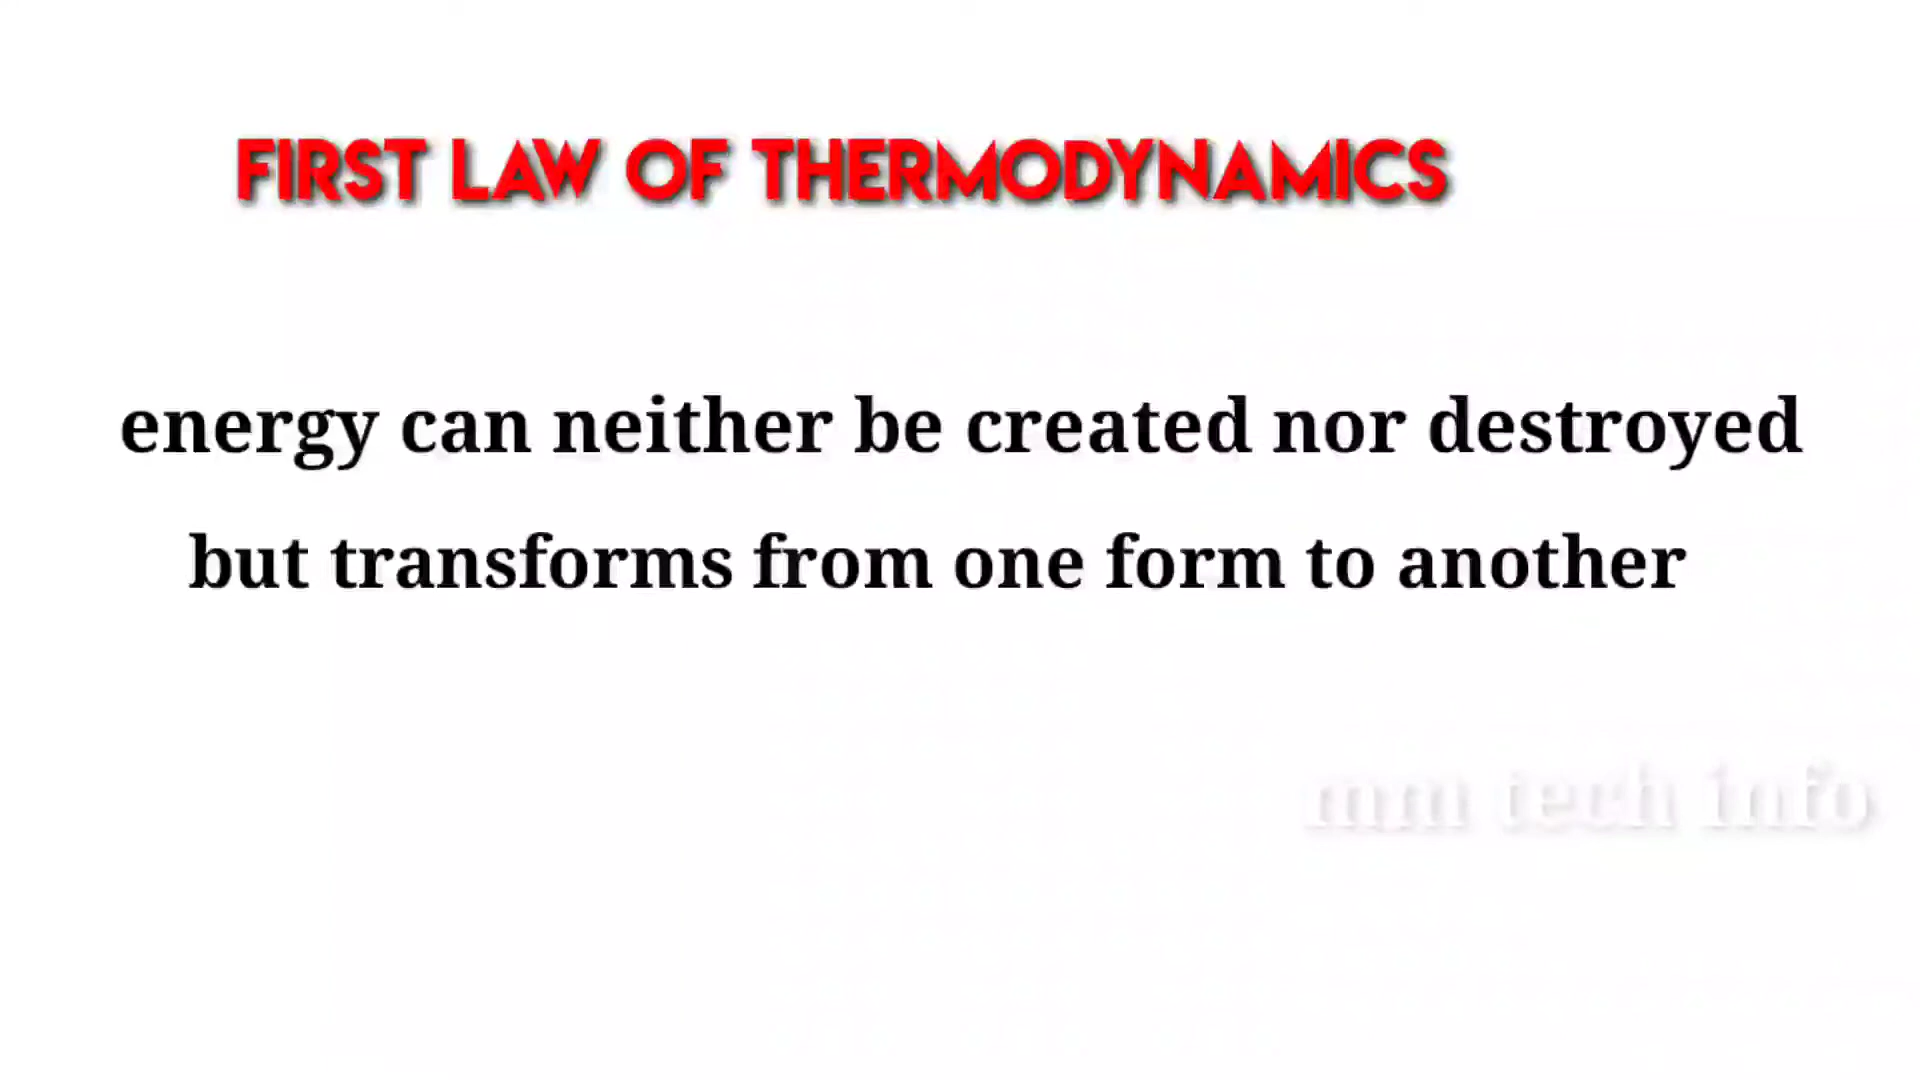 FIRST LAW OF THERMODYNAMICS
energy can neither be created nor destroyed
but transforms from one form to another
mm tech info